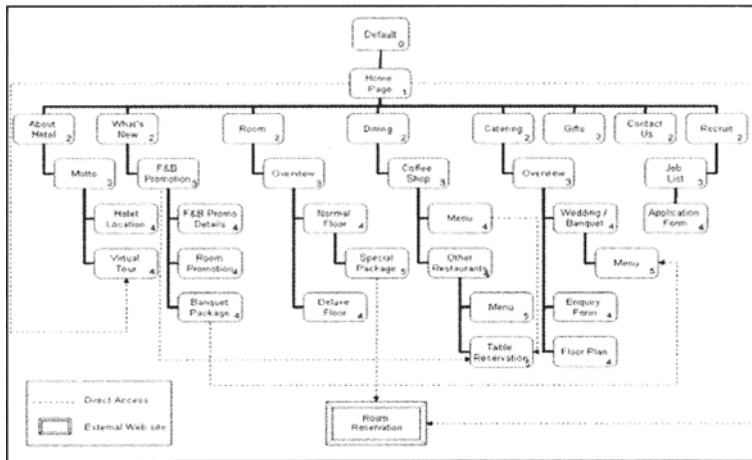 Default
0
Home
Page
1
About
Hotel
2
What's
New
2
Room
2
Dining
2
Catering
2
Gifts
2
Contact
Us
2
Recruit
2
Motto
3
F&B
Promotion
3
Overview
3
Coffee
Shop
3
Overview
3
Job
List
3
Hotel
Location
4
F&B Promo
Details
4
Normal
Floor
4
Menu
4
Wedding /
Banquet
4
Application
Form
4
Virtual
Tour
4
Room
Promotion
4
Special
Package
5
Other
Restaurants
4
Menu
5
Banquet
Package
4
Deluxe
Floor
4
Menu
5
Enquiry
Form
4
Table
Reservation
Floor Plan
4
Direct Access
External Web site
Room
Reservation